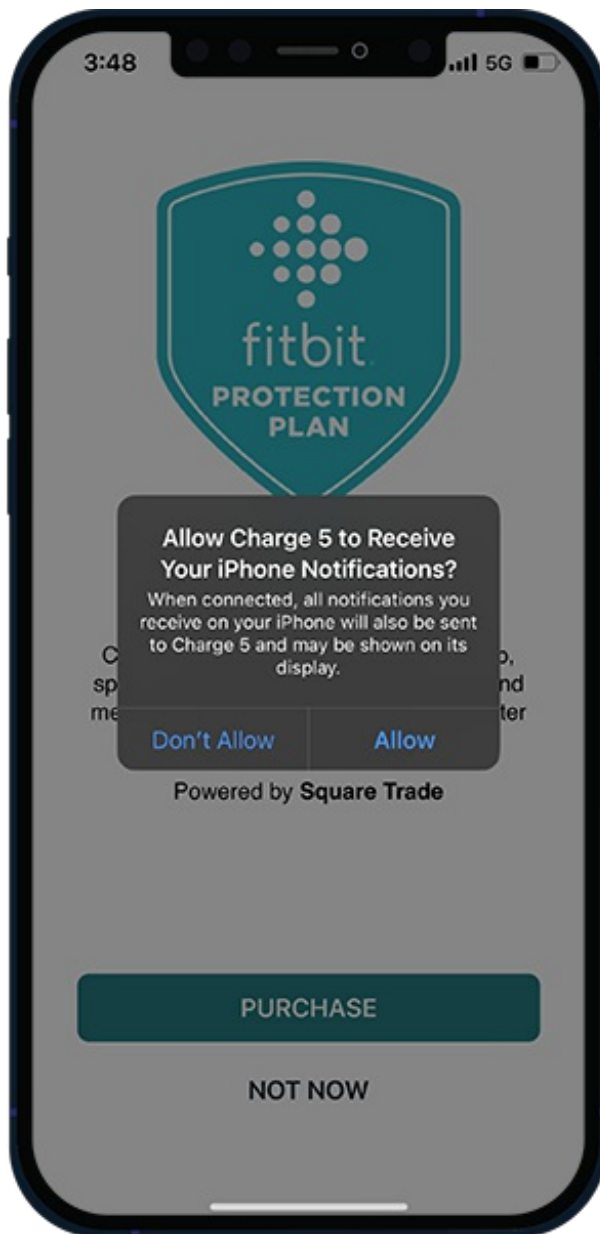 3:48
5G
fitbit
PROTECTION
PLAN
Allow Charge 5 to Receive
Your iPhone Notifications?
When connected, all notifications you
receive on your iPhone will also be sent
to Charge 5 and may be shown on its
display.
Don't Allow Allow
Powered by Square Trade
PURCHASE
NOT NOW